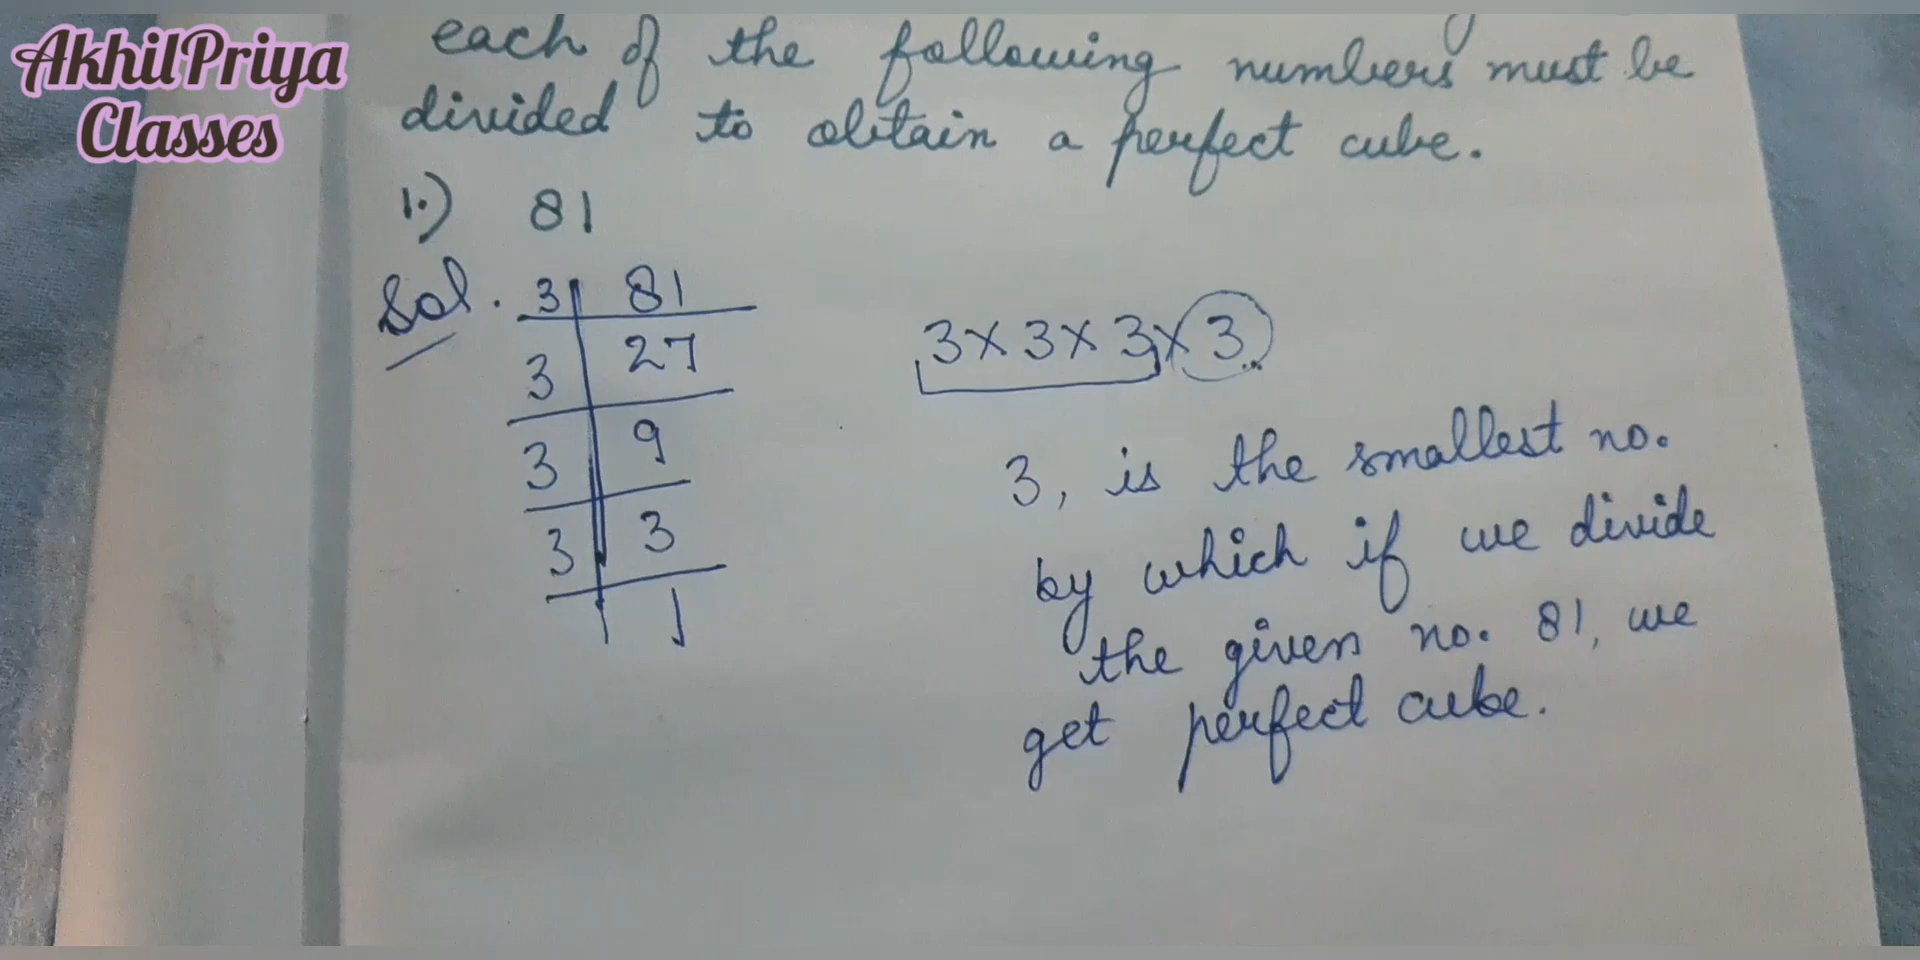 AkhilPriya
Classes
each of the following numbers must be
divided to obtain a perfect cube.
1.) 81
Sol. 3 81
3 27
3 9
3 3
1
3×3×3×3
3, is the smallest no.
by which if we divide
the given no. 81, we
get perfect cube.